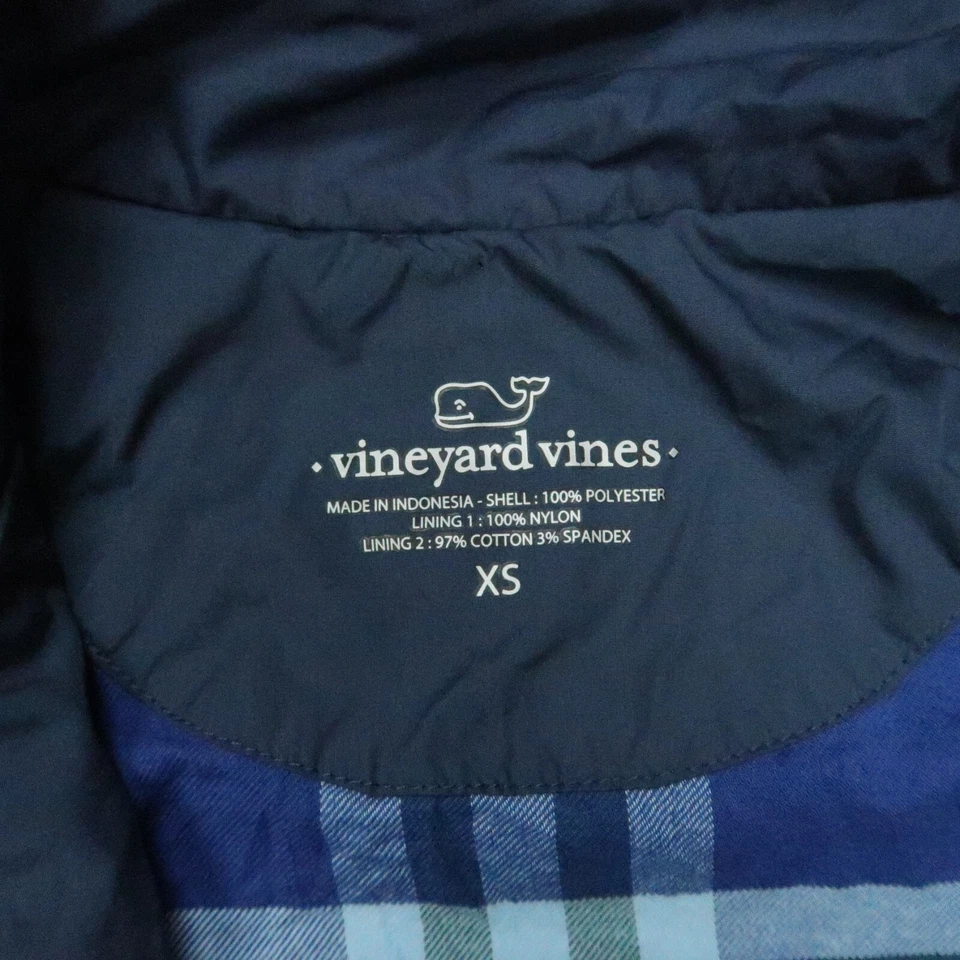 • vineyard vines •
MADE IN INDONESIA - SHELL : 100% POLYESTER
LINING 1 : 100% NYLON
LINING 2 : 97% COTTON 3% SPANDEX
XS